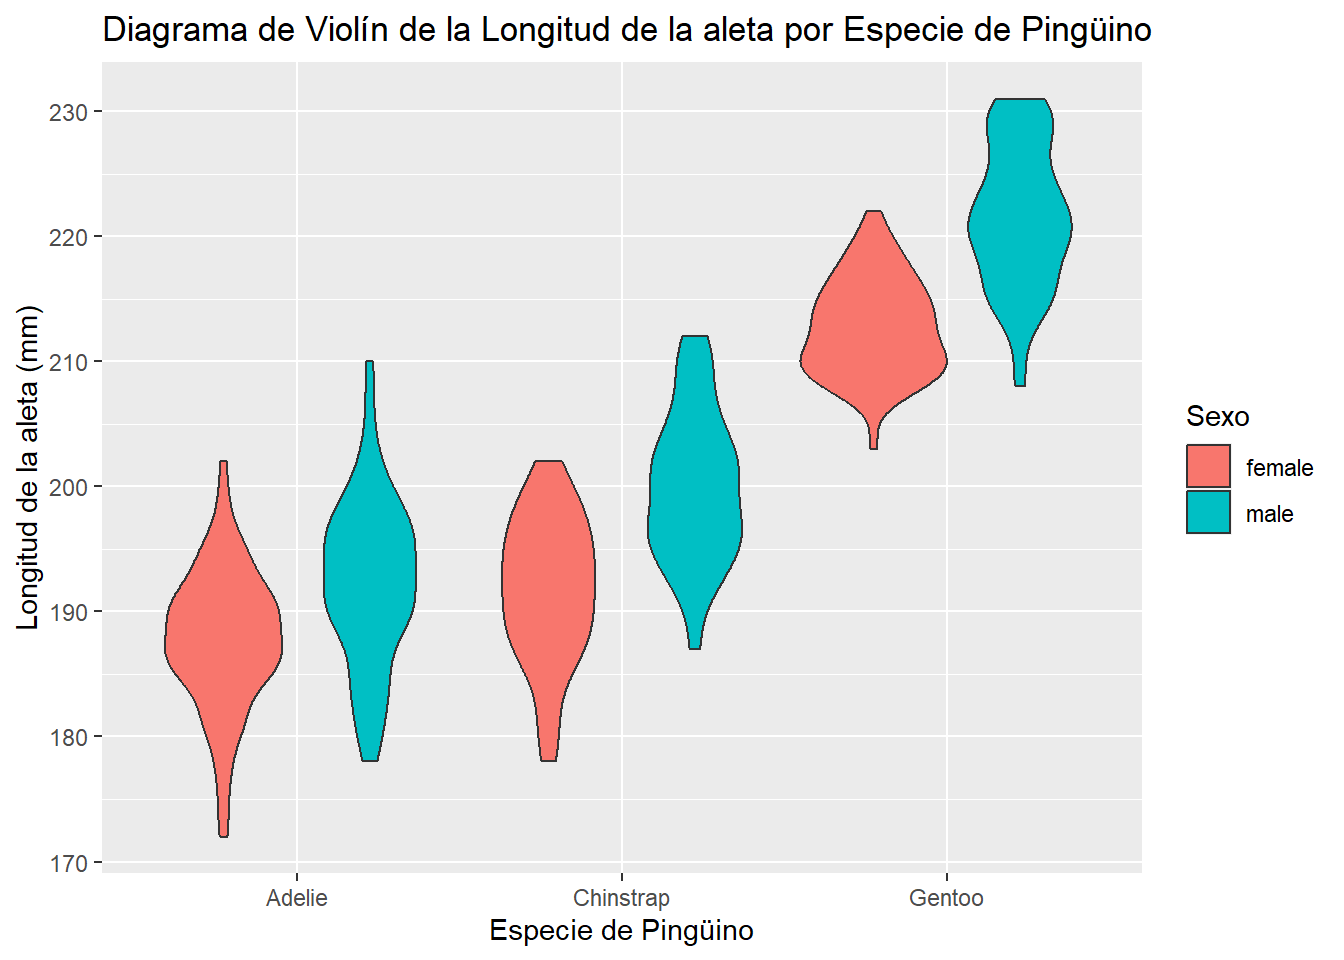 Diagrama de Violín de la Longitud de la aleta por Especie de Pingüino
Longitud de la aleta (mm)
230
220
210
200
190
180
170
Adelie
Chinstrap
Gentoo
Especie de Pingüino
Sexo
female
male